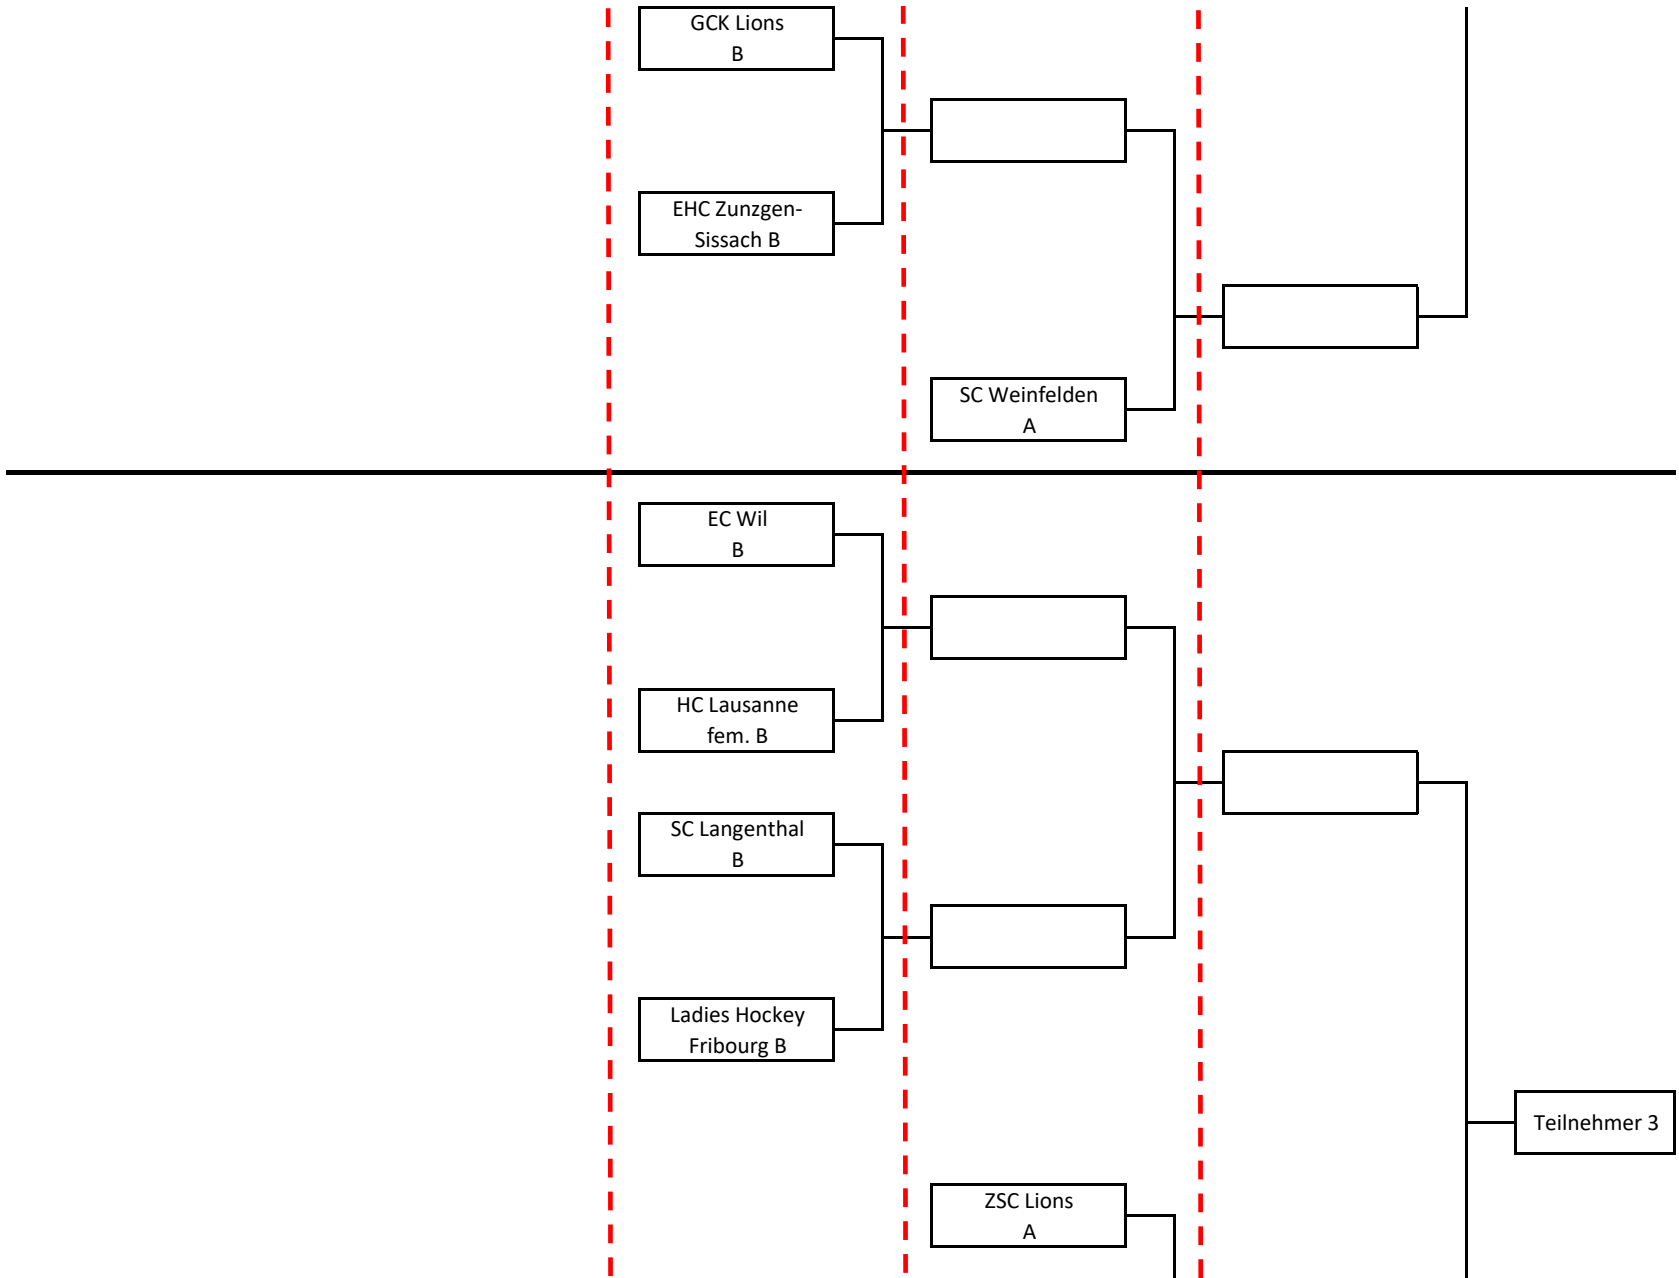 GCK Lions
B
EHC Zunzgen-
Sissach B
SC Weinfelden
A
EC Wil
B
HC Lausanne
fem. B
SC Langenthal
B
Ladies Hockey
Fribourg B
Teilnehmer 3
ZSC Lions
A